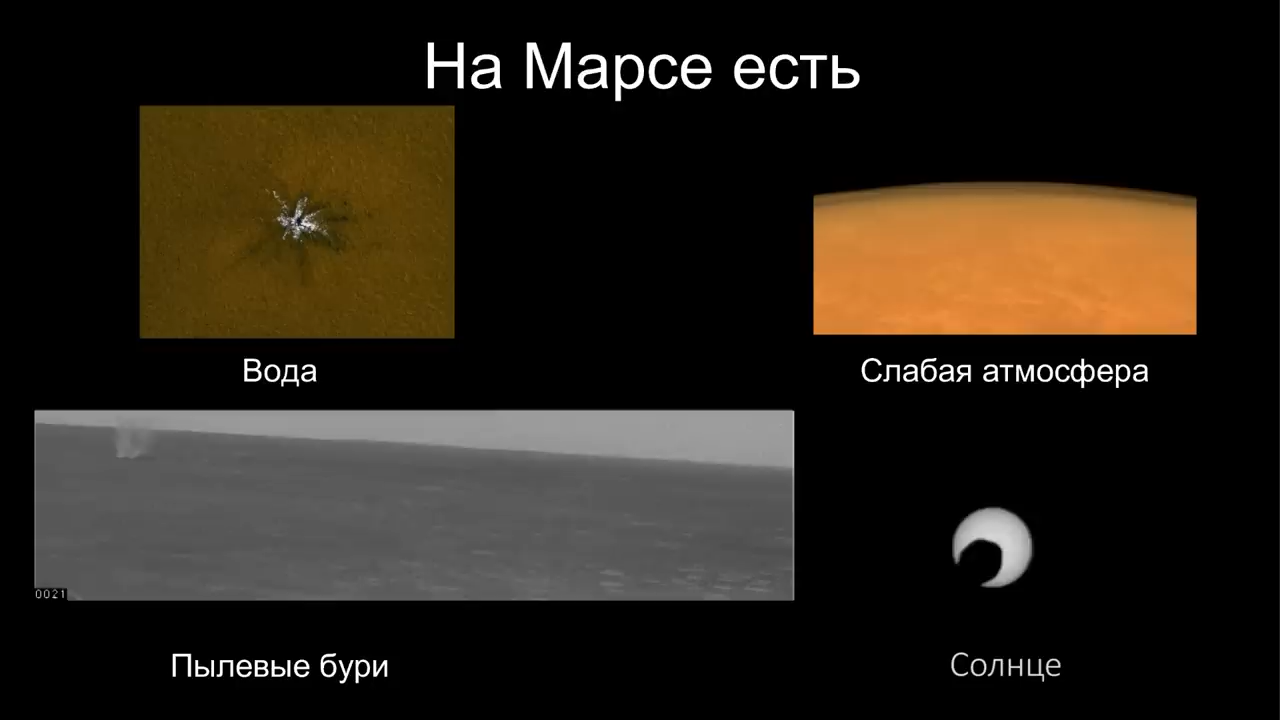 На Марсе есть
Вода
Слабая атмосфера
0021
Пылевые бури
Солнце